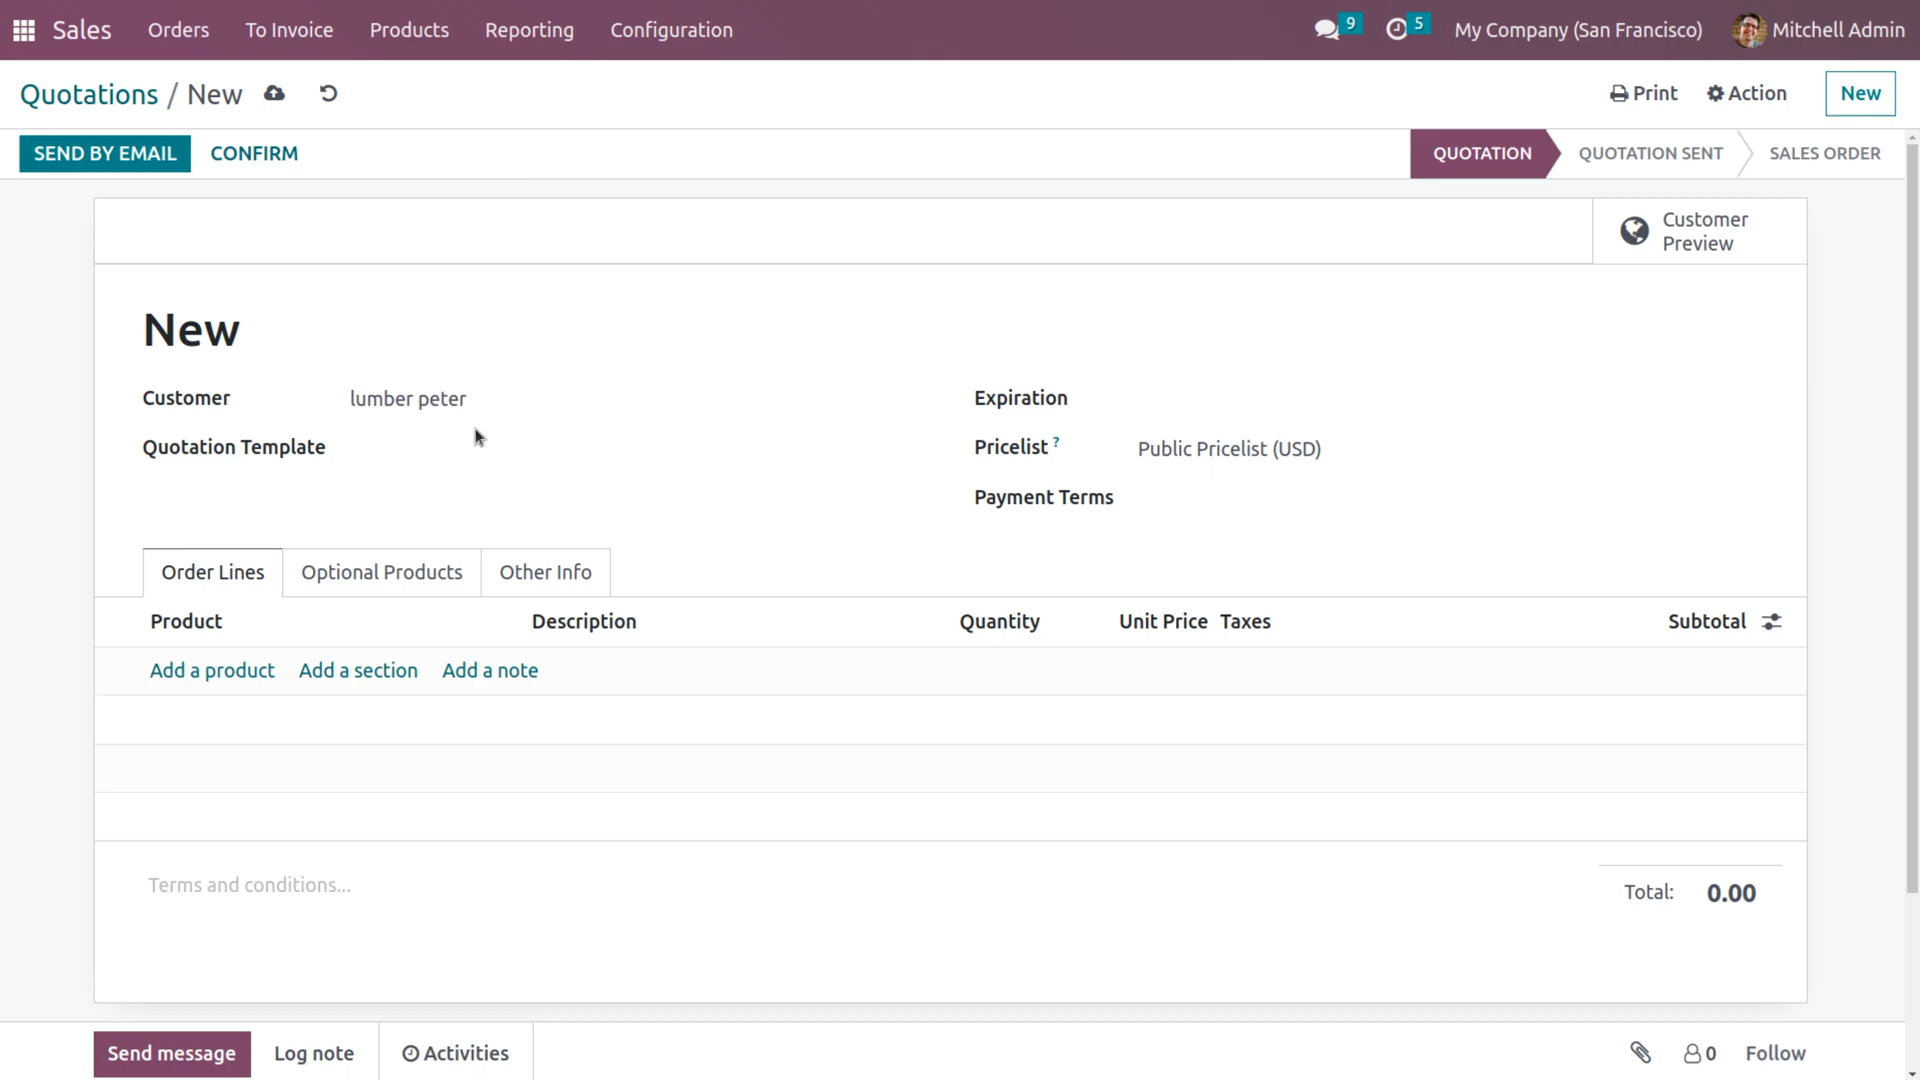 Sales Orders To Invoice Products Reporting Configuration 9 5 My Company (San Francisco) Mitchell Admin
Quotations / New Print Action New
SEND BY EMAIL CONFIRM QUOTATION QUOTATION SENT SALES ORDER
Customer
Preview
New
Customer lumber peter Expiration
Quotation Template Pricelist ? Public Pricelist (USD)
Payment Terms
Order Lines Optional Products Other Info
Product Description Quantity Unit Price Taxes Subtotal
Add a product Add a section Add a note
Terms and conditions...
Total: 0.00
Send message Log note Activities 0 Follow